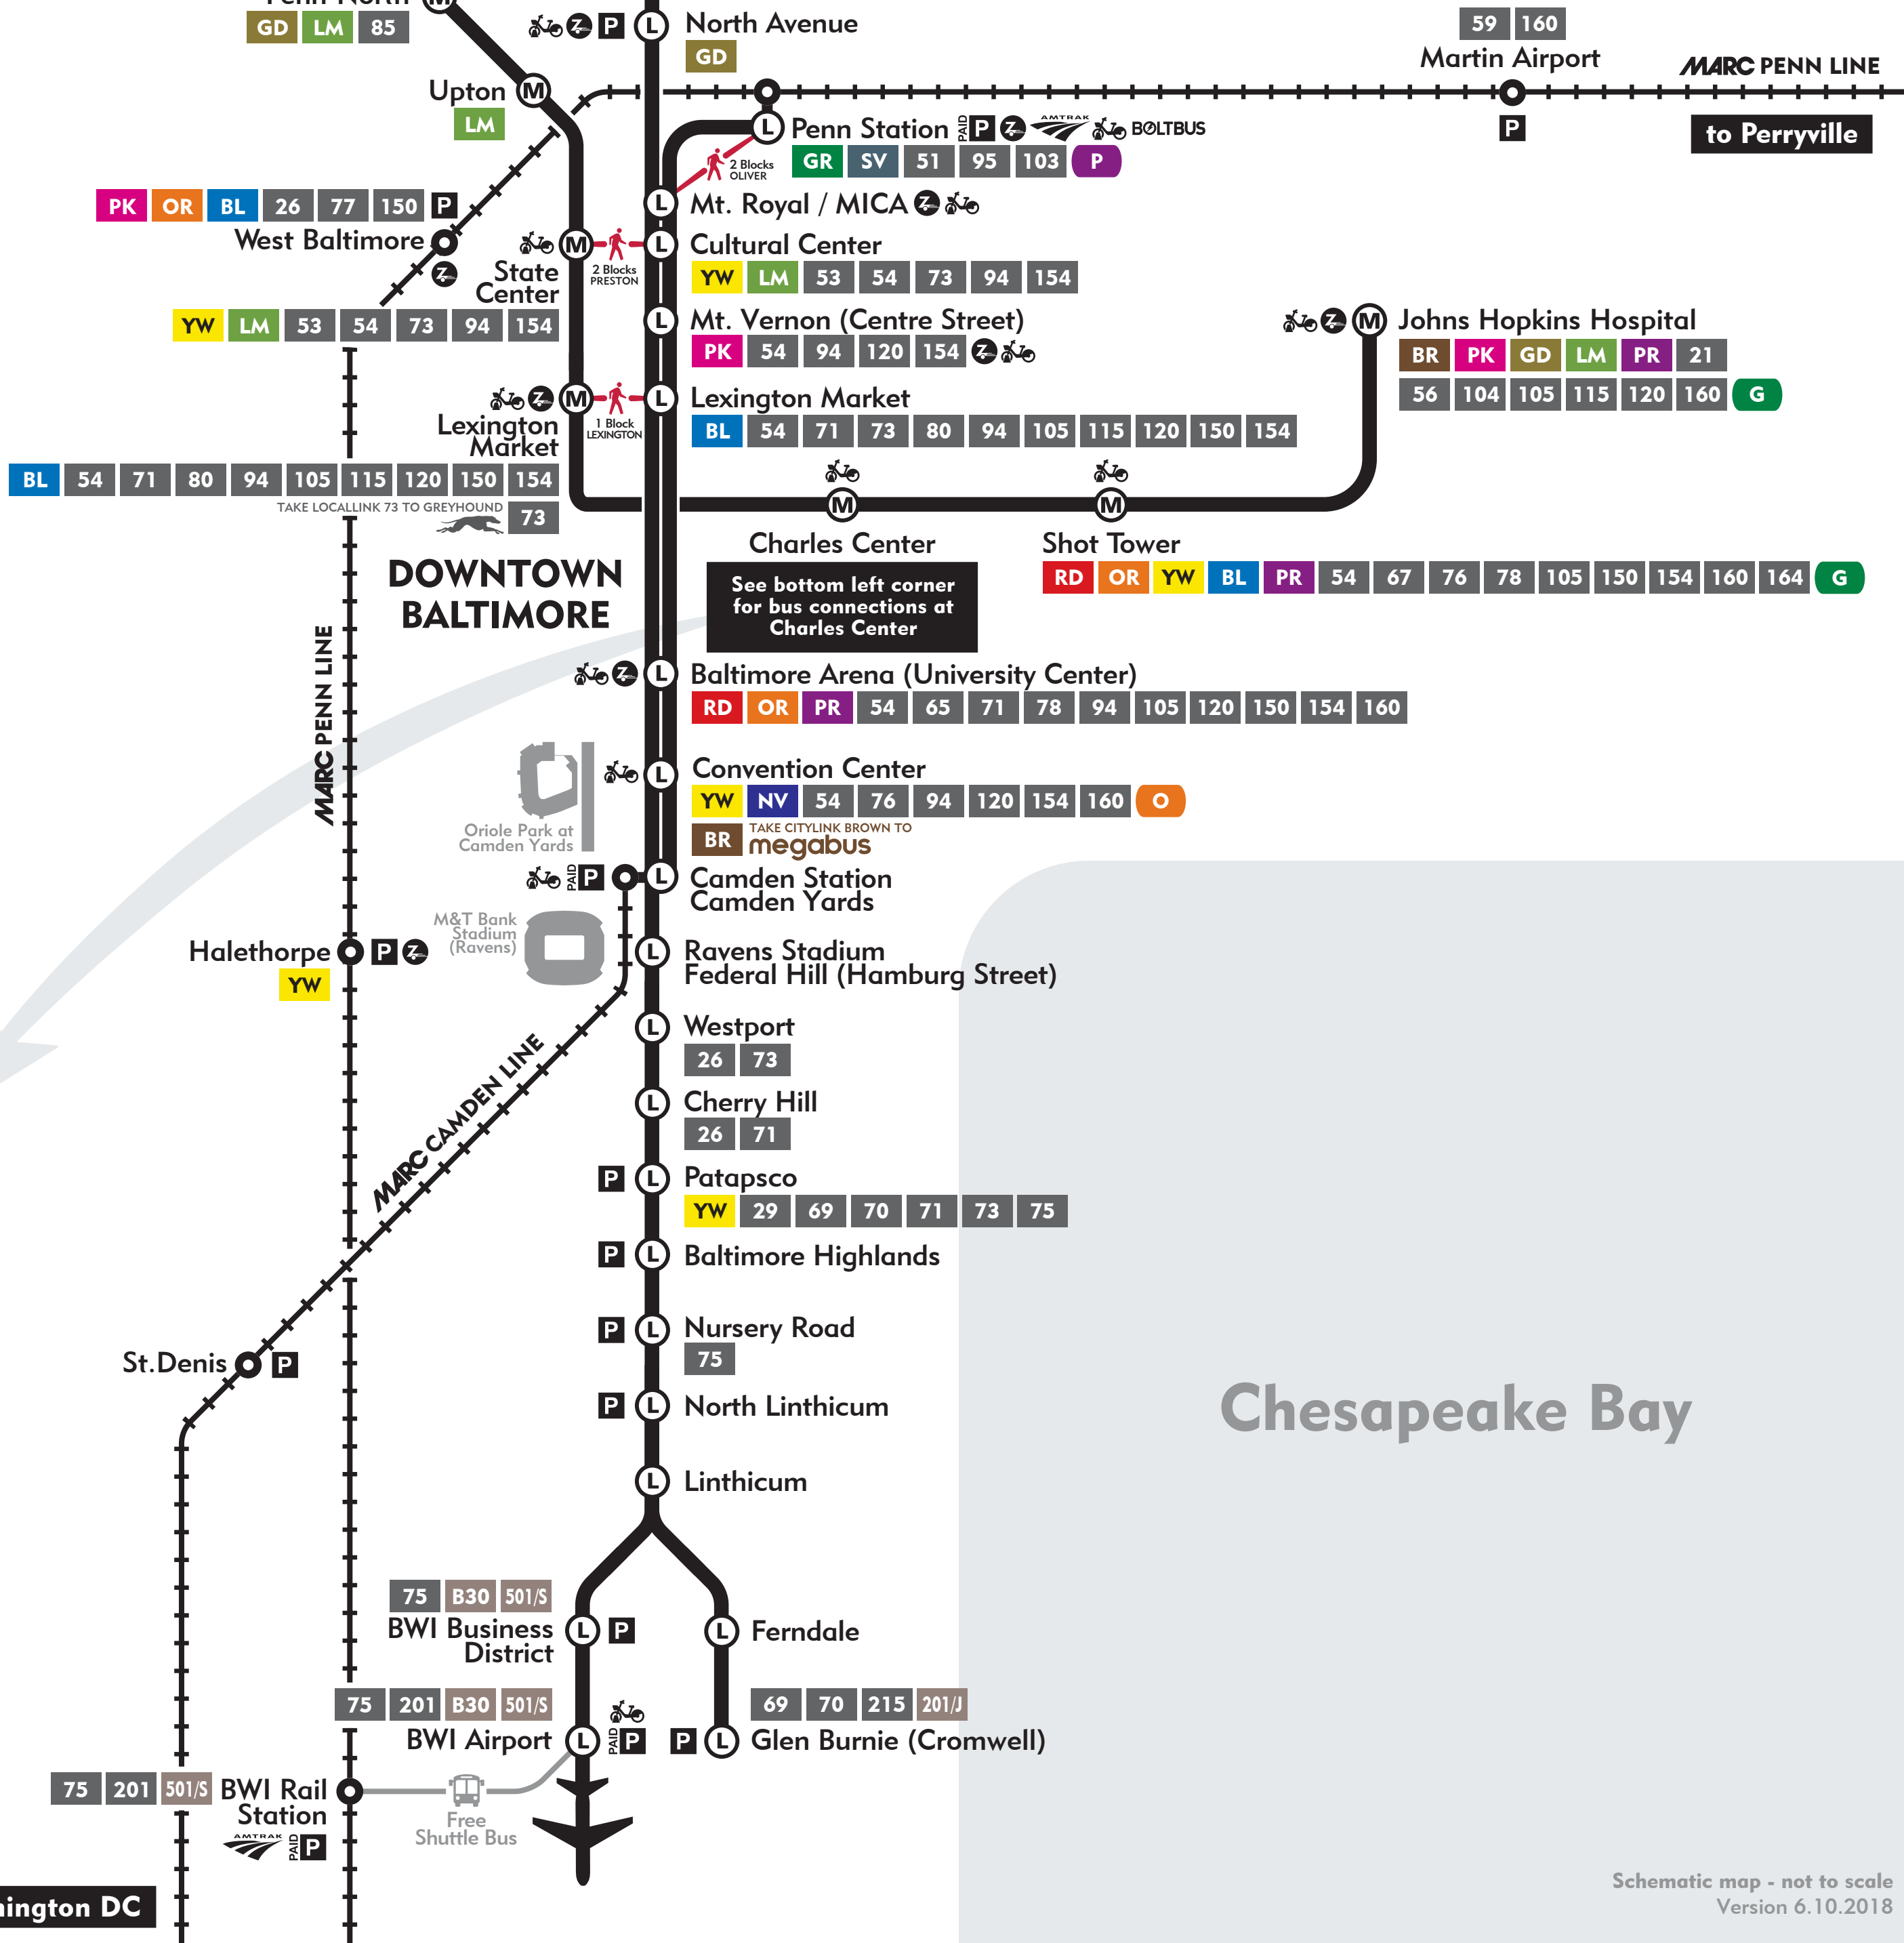 GD LM 85
M
L
P
North Avenue
GD
59 160
Martin Airport
P
MARC PENN LINE
to Perryville
Upton M
LM
L Penn Station PAID P Z AMTRAK BOLTBUS
GR SV 51 95 103 P
2 Blocks
OLIVER
PK OR BL 26 77 150 P
West Baltimore
Z
L Mt. Royal / MICA Z
M
State
Center
YW LM 53 54 73 94 154
2 Blocks
PRESTON
L Cultural Center
YW LM 53 54 73 94 154
L Mt. Vernon (Centre Street)
PK 54 94 120 154 Z
Z M Johns Hopkins Hospital
BR PK GD LM PR 21
56 104 105 115 120 160 G
Z M
Lexington
Market
BL 54 71 80 94 105 115 120 150 154
TAKE LOCALLINK 73 TO GREYHOUND
73
1 Block
LEXINGTON
L Lexington Market
BL 54 71 73 80 94 105 115 120 150 154
M
Charles Center
See bottom left corner
for bus connections at
Charles Center
M
Shot Tower
RD OR YW BL PR 54 67 76 78 105 150 154 160 164 G
DOWNTOWN
BALTIMORE
MARC PENN LINE
Z L Baltimore Arena (University Center)
RD OR PR 54 65 71 78 94 105 120 150 154 160
Oriole Park at
Camden Yards
L Convention Center
YW NV 54 76 94 120 154 160 O
BR TAKE CITYLINK BROWN TO
megabus
PAID P L Camden Station
Camden Yards
M&T Bank
Stadium
(Ravens)
Halethorpe P Z
YW
L Ravens Stadium
Federal Hill (Hamburg Street)
L Westport
26 73
MARC CAMDEN LINE
L Cherry Hill
26 71
P L Patapsco
YW 29 69 70 71 73 75
P L Baltimore Highlands
P L Nursery Road
75
St.Denis P
P L North Linthicum
Chesapeake Bay
L Linthicum
75 B30 501/S
BWI Business
District
L P
L Ferndale
75 201 B30 501/S
BWI Airport L PAID P
69 70 215 201/J
P L Glen Burnie (Cromwell)
75 201 501/S BWI Rail
Station
AMTRAK PAID P
Free
Shuttle Bus
ington DC
Schematic map - not to scale
Version 6.10.2018